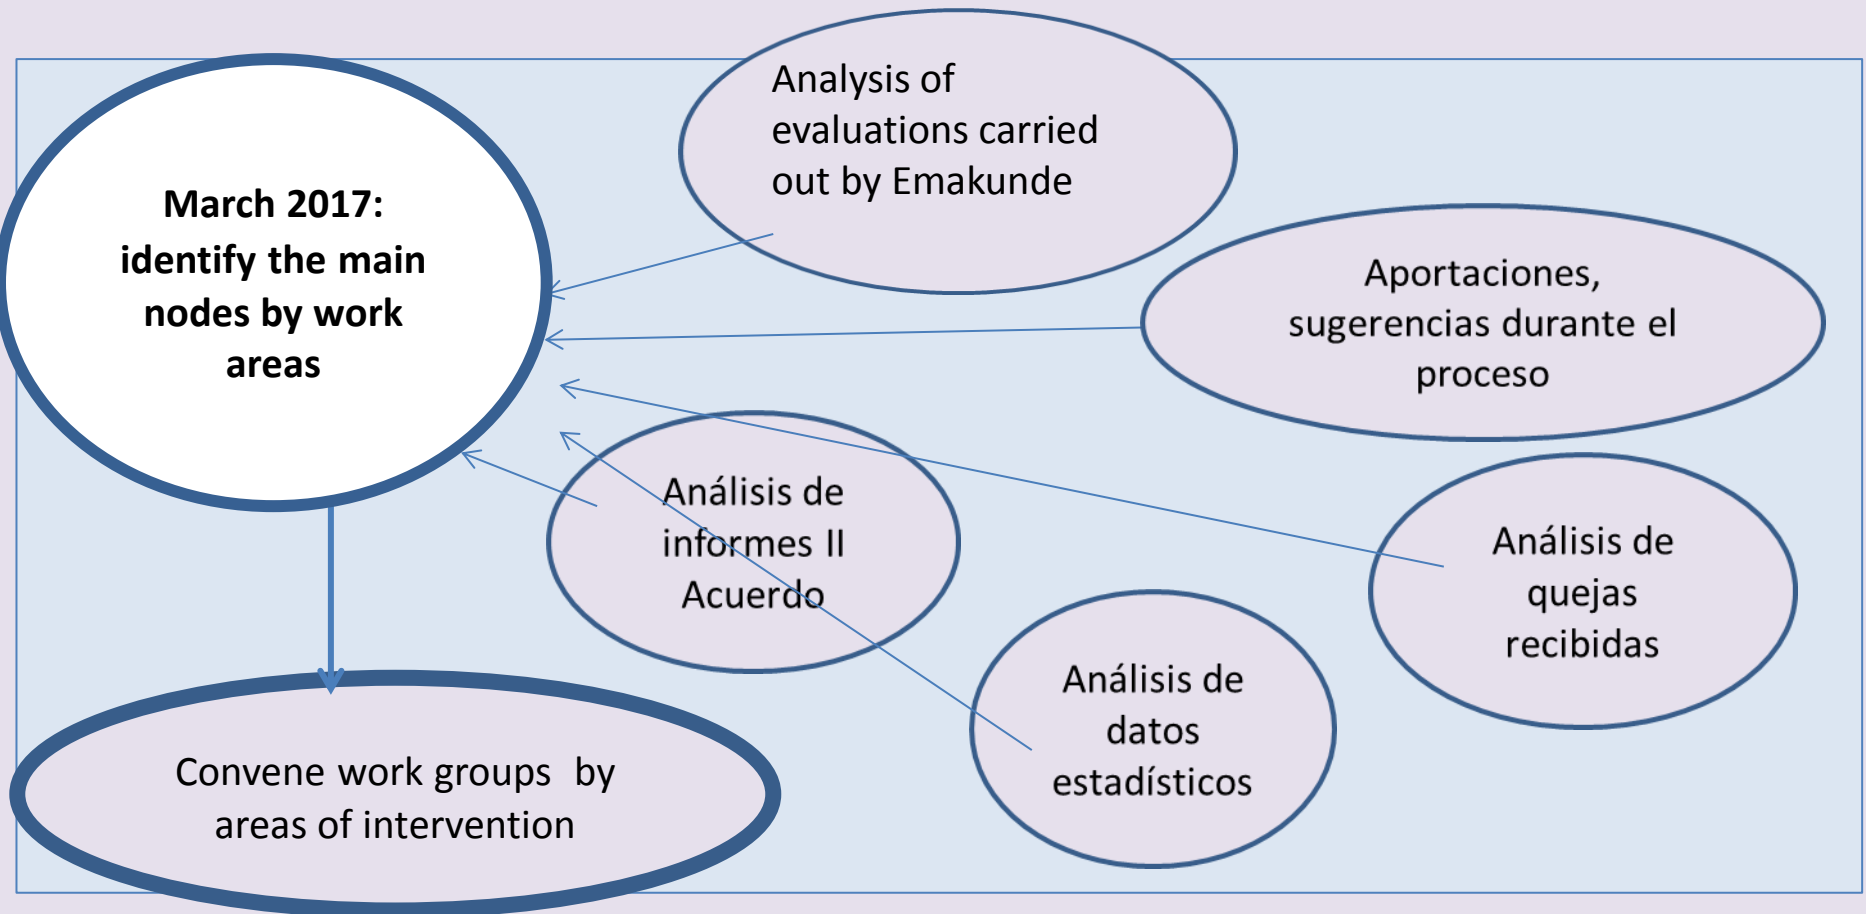 March 2017:
identify the main
nodes by work
areas
Analysis of
evaluations carried
out by Emakunde
Aportaciones,
sugerencias durante el
proceso
Análisis de
informes II
Acuerdo
Análisis de
quejas
recibidas
Análisis de
datos
estadísticos
Convene work groups by
areas of intervention